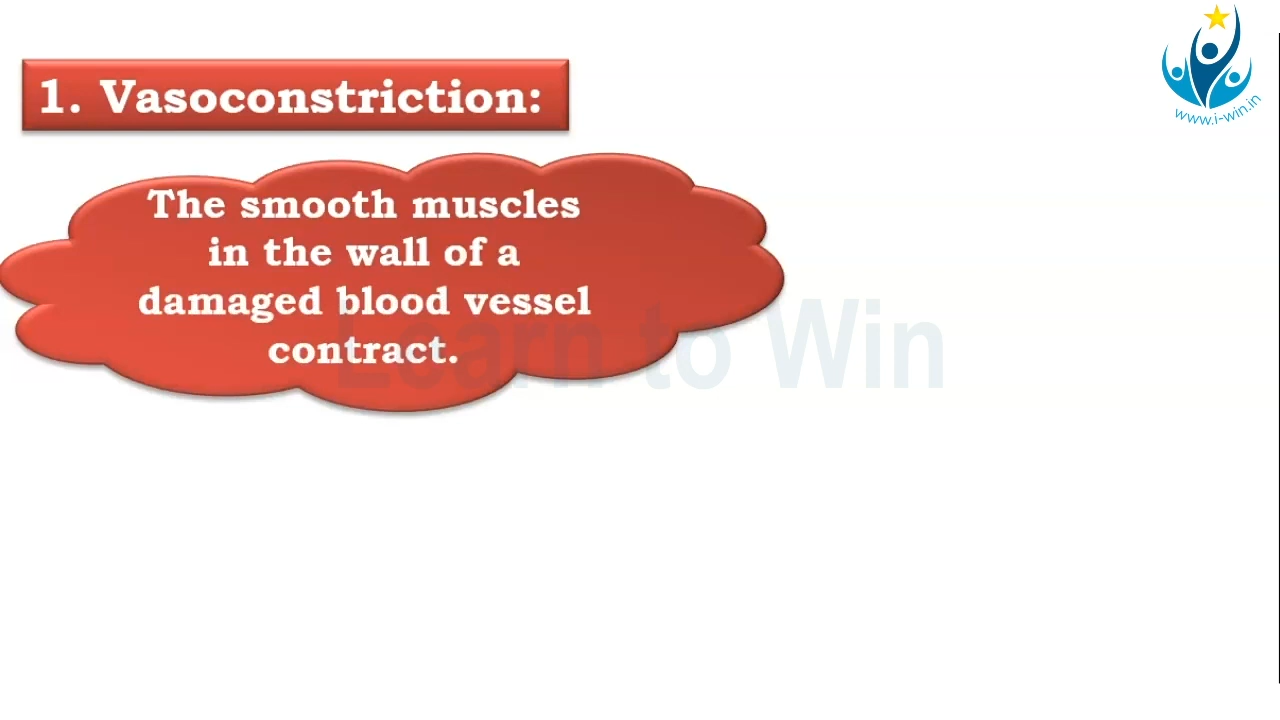 www.i-win.in
1. Vasoconstriction:
The smooth muscles
in the wall of a
damaged blood vessel
contract.
Learn to Win